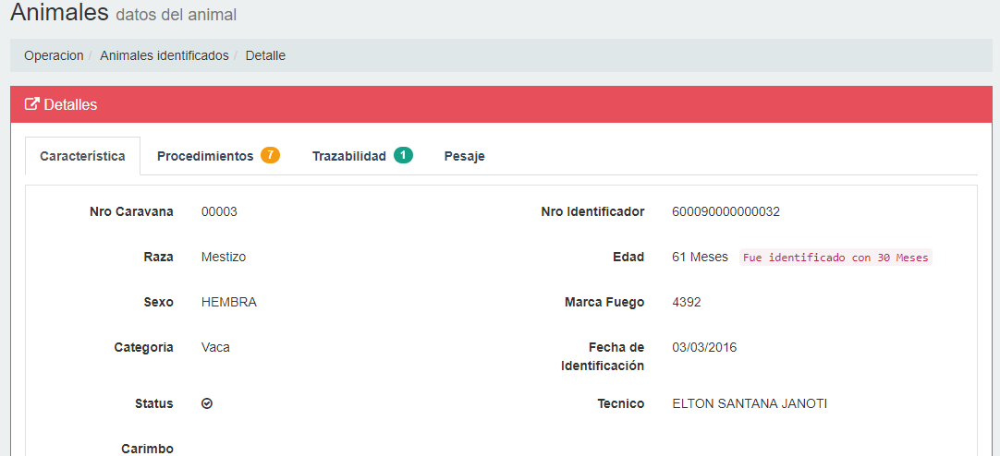 Animales datos del animal
Operacion / Animales identificados / Detalle
Detalles
Característica Procedimientos 7 Trazabilidad 1 Pesaje
Nro Caravana 00003 Nro Identificador 600090000000032
Raza Mestizo Edad 61 Meses Fue identificado con 30 Meses
Sexo HEMBRA Marca Fuego 4392
Categoria Vaca Fecha de 03/03/2016
Identificación
Status Tecnico ELTON SANTANA JANOTI
Carimbo